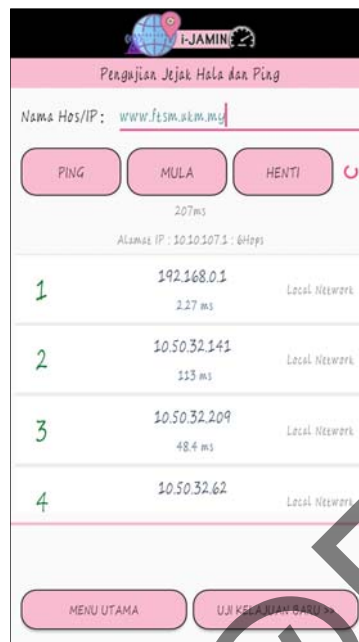 i-JAMIN
Pengujian Jejak Hala dan Ping
Nama Hos/IP : www.ftsm.ukm.my
PING MULA HENTI
207ms
Alamat IP : 10.10.107.1 : 6Hops
1 192.168.0.1 Local Network
2.27 ms
2 10.50.32.141 Local Network
113 ms
3 10.50.32.209 Local Network
48.4 ms
4 10.50.32.62 Local Network
MENU UTAMA UJI KELAJUAN BARU >>